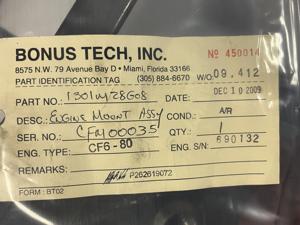 BONUS TECH, INC. Nº 450014
8575 N.W. 79 Avenue Bay D • Miami, Florida 33166
PART IDENTIFICATION TAG (305) 884-6670 W/O 09.412
PART NO.: 1301M28G08 DATE: DEC 10 2009
DESC.: ENGINE MOUNT ASSY COND.: A/R
SER. NO.: CFM00035 QTY.: 1
ENG. TYPE: CF6-80 ENG. S/N: 690132
REMARKS: P262619072
FORM: BT02